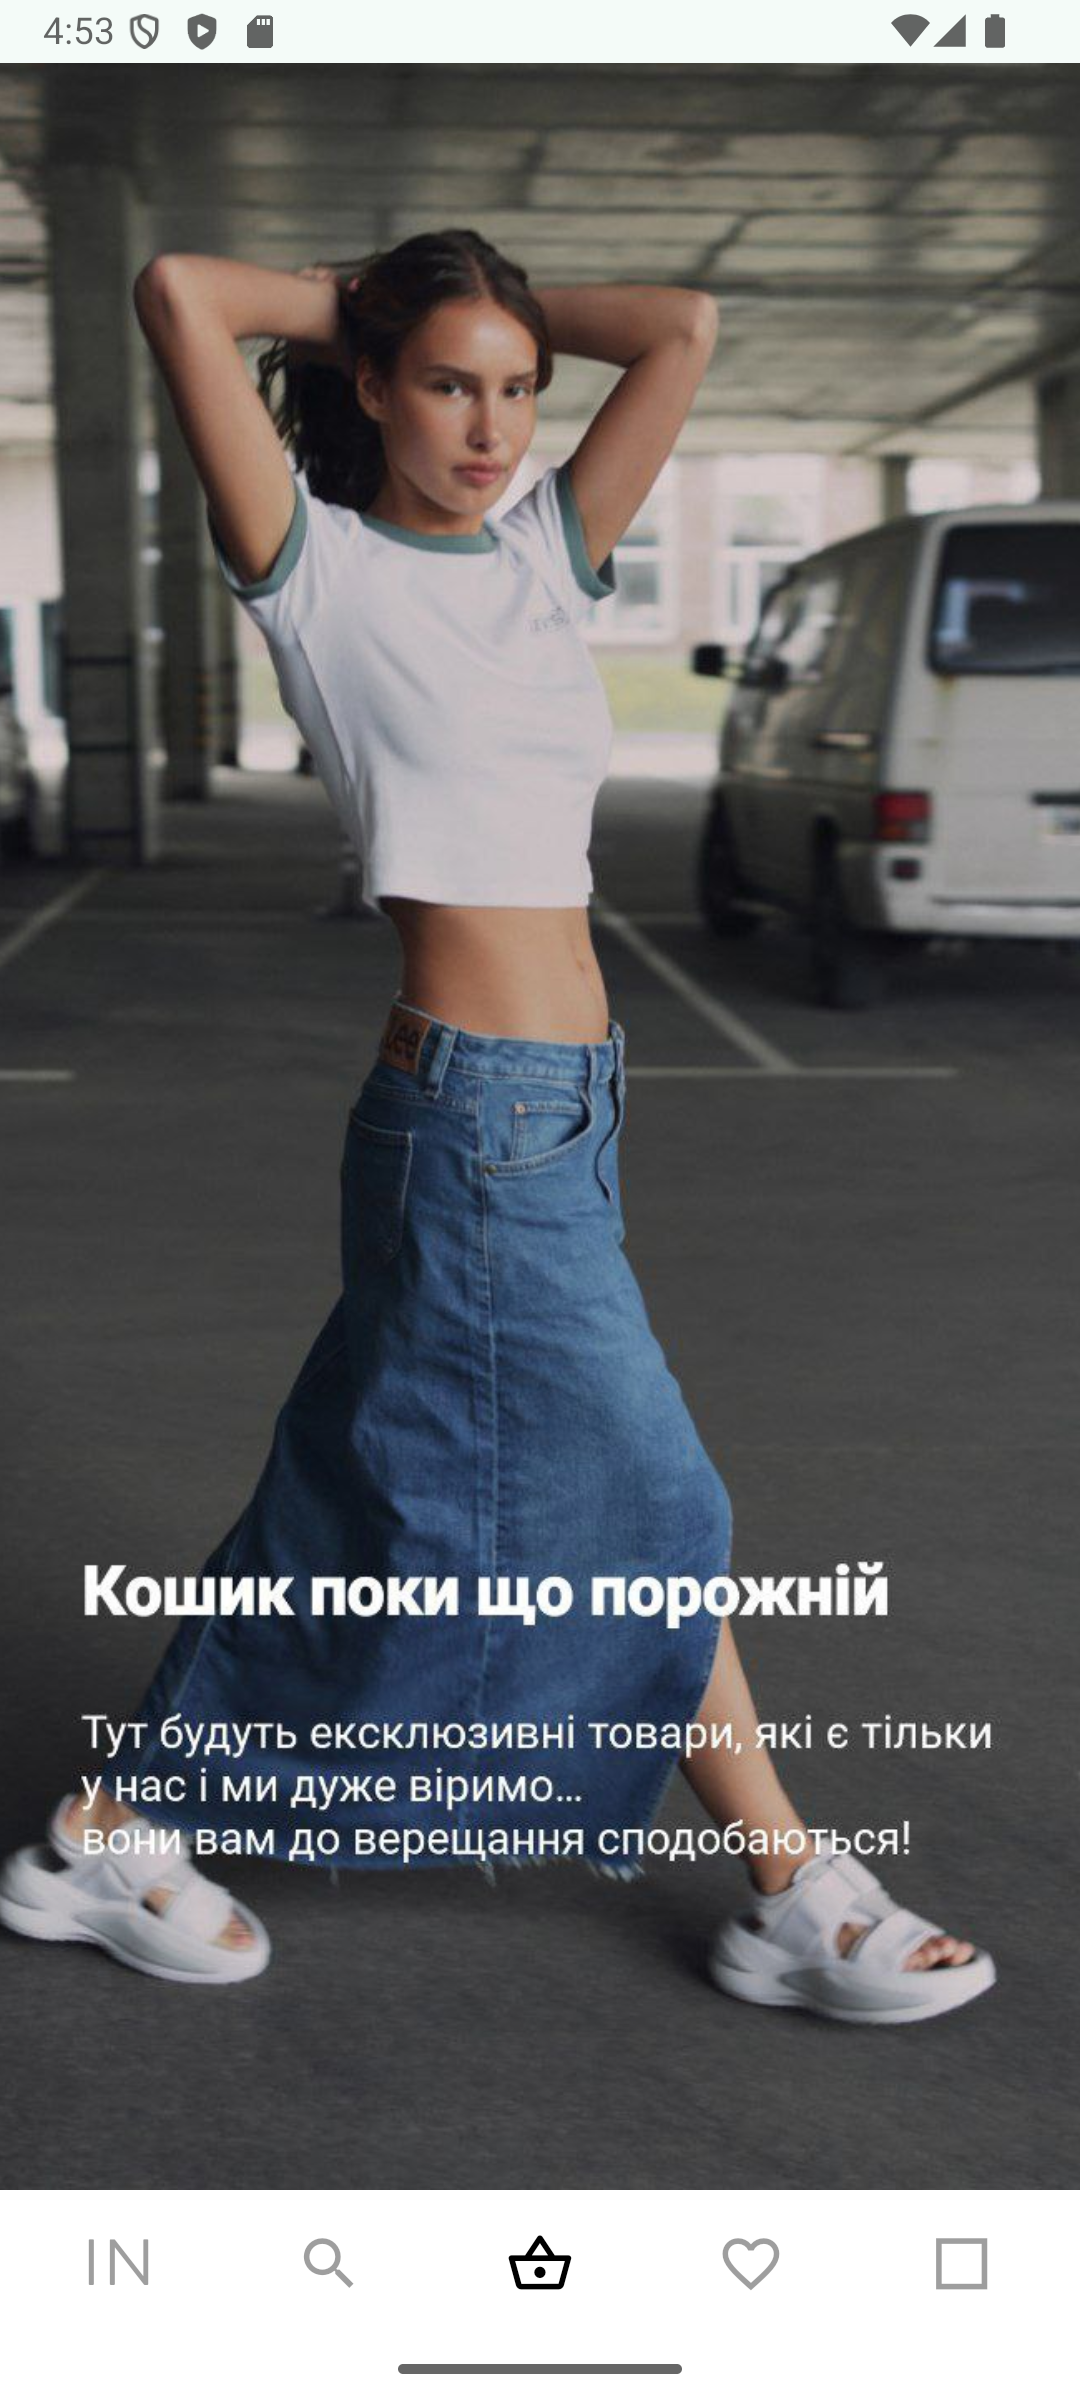 4:53
Lee
Кошик поки що порожній
Тут будуть ексклюзивні товари, які є тільки
у нас і ми дуже віримо...
вони вам до верещання сподобаються!
IN